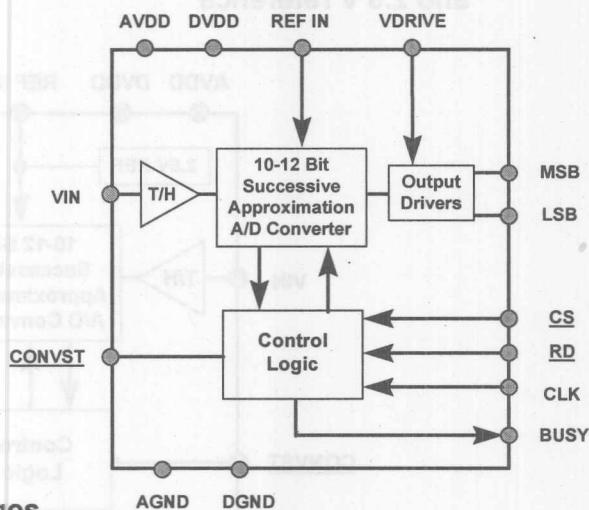 AVDD DVDD REF IN VDRIVE
10-12 Bit
Successive
Approximation
A/D Converter
T/H
Output
Drivers
VIN
MSB
LSB
Control
Logic
CONVST
CS
RD
CLK
BUSY
AGND DGND